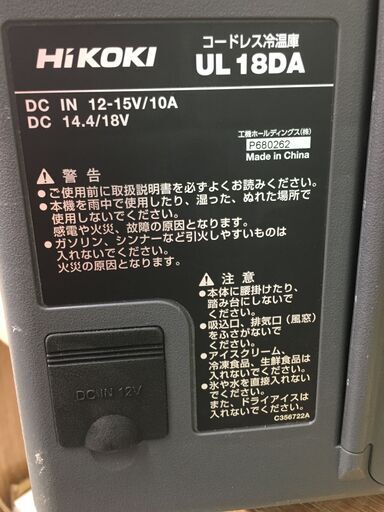 HiKOKI
コードレス冷温庫
UL 18DA
DC IN 12-15V/10A
DC 14.4/18V
工機ホールディングス(株)
P680262
Made in China
⚠ 警告
●ご使用前に取扱説明書を必ずよくお読みください。
●本機を雨中で使用したり、湿った、ぬれた場所で
使用しないでください。
感電や火災、故障の原因となります。
●ガソリン、シンナーなど引火しやすいものは
入れないでください。
火災の原因となります。
⚠ 注意
●本体に腰掛けたり、
踏み台にしないで
ください。
●吸込口、排気口(風窓)
をふさがないで
ください。
●アイスクリーム、
冷凍食品、生鮮食品は
入れないでください。
●氷や水を直接入れない
でください。
また、ドライアイスは
入れないでください。
C356722A
DC IN 12V